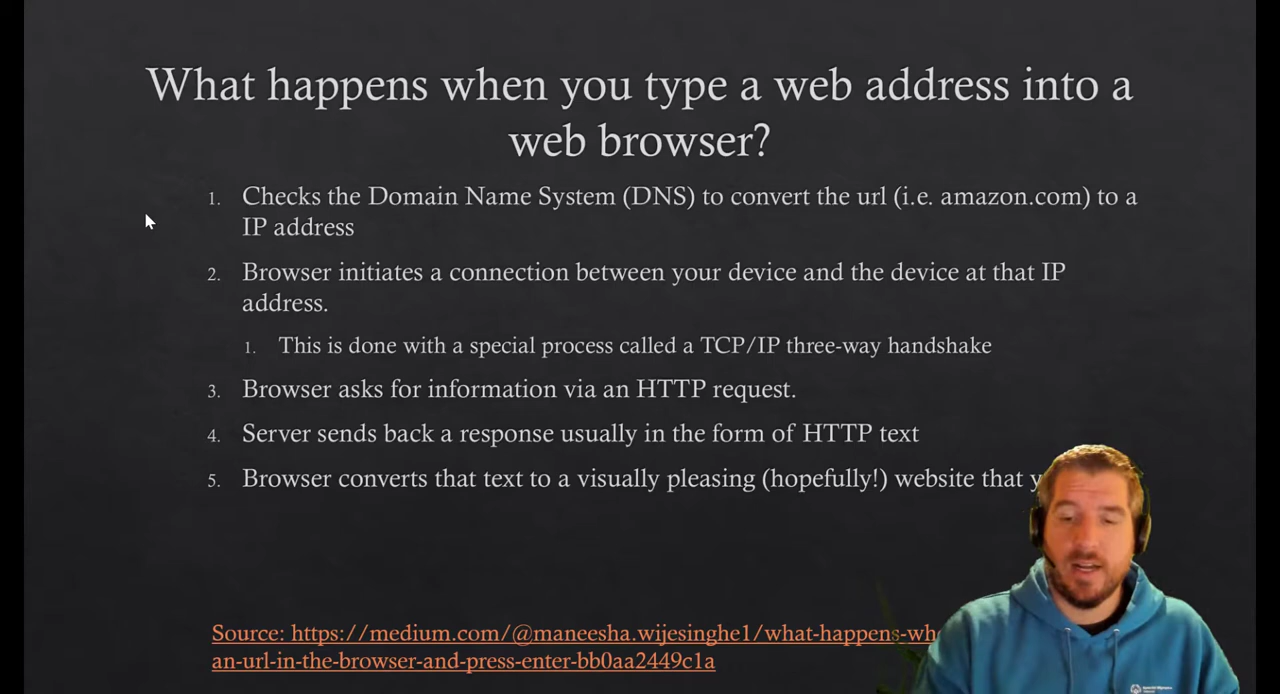 What happens when you type a web address into a
web browser?
1. Checks the Domain Name System (DNS) to convert the url (i.e. amazon.com) to a
IP address
2. Browser initiates a connection between your device and the device at that IP
address.
1. This is done with a special process called a TCP/IP three-way handshake
3. Browser asks for information via an HTTP request.
4. Server sends back a response usually in the form of HTTP text
5. Browser converts that text to a visually pleasing (hopefully!) website that
Source: https://medium.com/@maneesha.wijesinghe1/what-happens-wh
an-url-in-the-browser-and-press-enter-bb0aa2449c1a